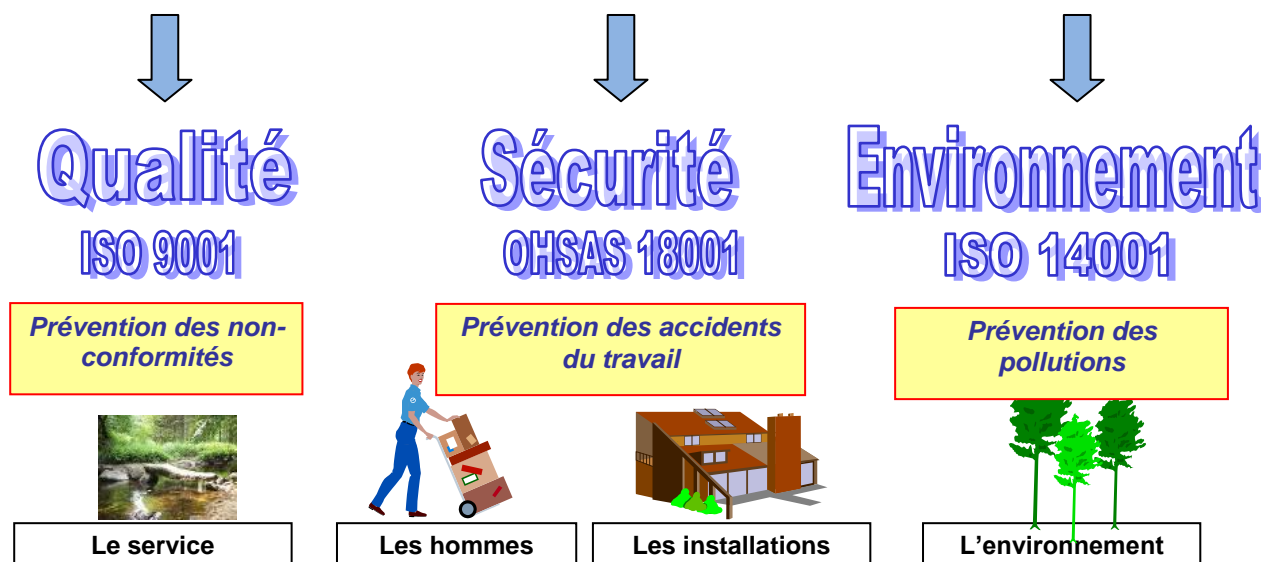 Qualité
ISO 9001
Prévention des non-
conformités
Le service
Sécurité
OHSAS 18001
Prévention des accidents
du travail
Les hommes
Les installations
Environnement
ISO 14001
Prévention des
pollutions
L'environnement